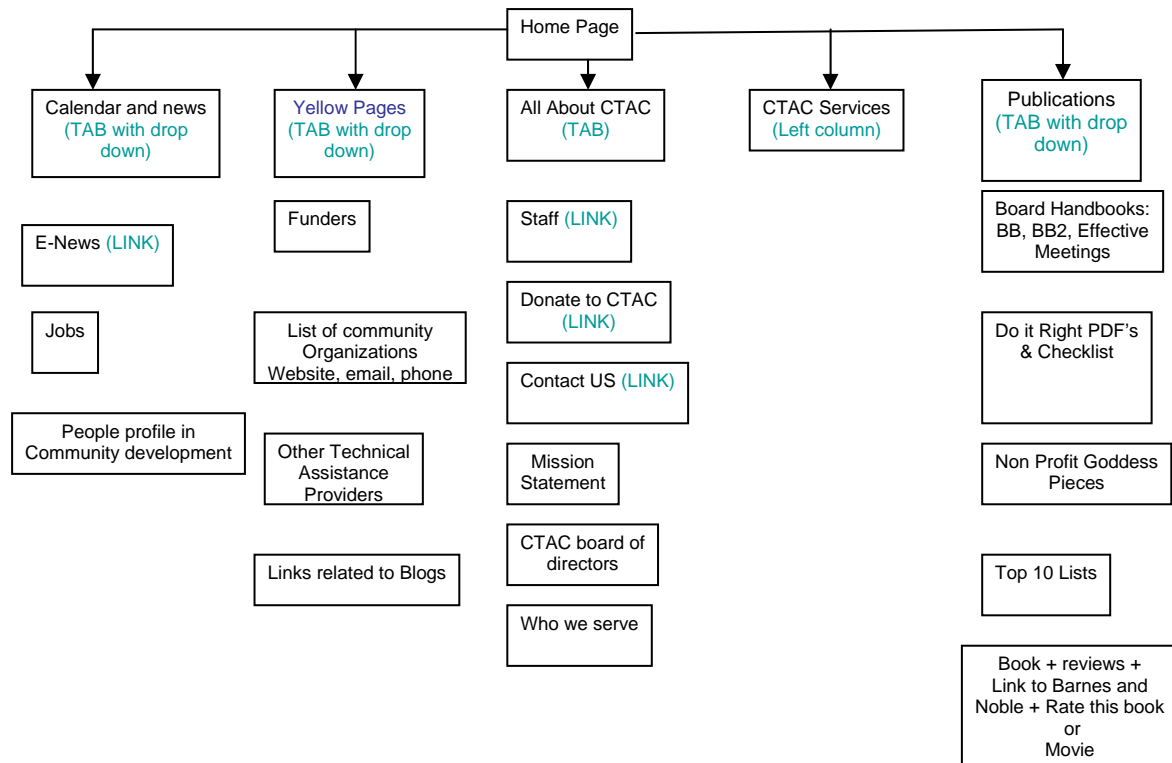 Home Page
Calendar and news
(TAB with drop
down)
Yellow Pages
(TAB with drop
down)
All About CTAC
(TAB)
CTAC Services
(Left column)
Publications
(TAB with drop
down)
E-News (LINK)
Jobs
People profile in
Community development
Funders
List of community
Organizations
Website, email, phone
Other Technical
Assistance
Providers
Links related to Blogs
Staff (LINK)
Donate to CTAC
(LINK)
Contact US (LINK)
Mission
Statement
CTAC board of
directors
Who we serve
Board Handbooks:
BB, BB2, Effective
Meetings
Do it Right PDF's
& Checklist
Non Profit Goddess
Pieces
Top 10 Lists
Book + reviews +
Link to Barnes and
Noble + Rate this book
or
Movie